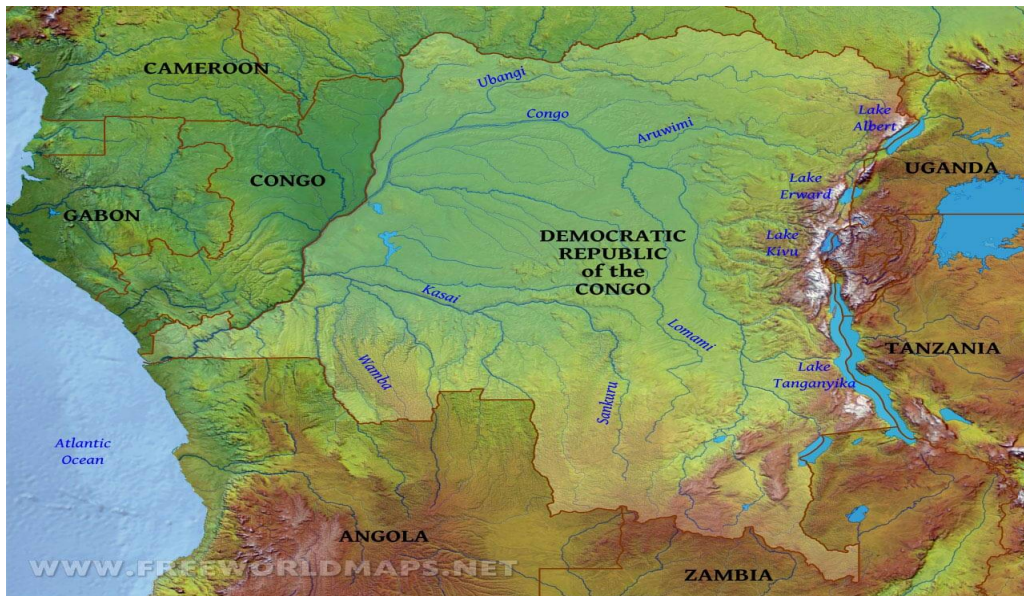 CAMEROON
Ubangi
Congo
Aruwimi
Lake
Albert
UGANDA
CONGO
Lake
Erward
GABON
DEMOCRATIC
REPUBLIC
of the
CONGO
Lake
Kivu
Kasai
Lomami
TANZANIA
Wamba
Lake
Tanganyika
Sankuru
Atlantic
Ocean
ANGOLA
WWW.FREEWORLDMAPS.NET
ZAMBIA